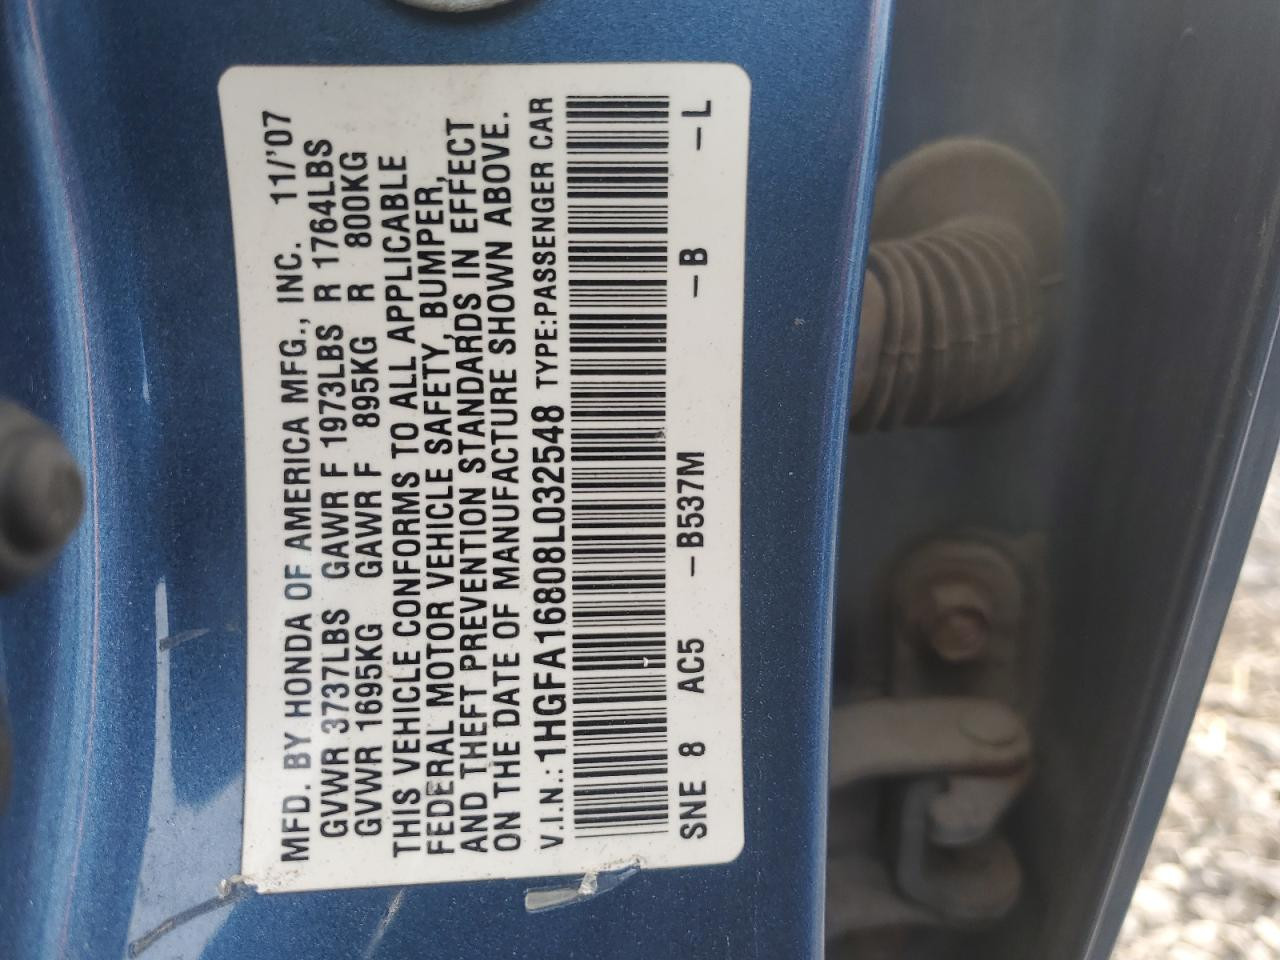 MFD. BY HONDA OF AMERICA MFG., INC. 11/'07
GVWR 3737LBS GAWR F 1973LBS R 1764LBS
GVWR 1695KG GAWR F 895KG R 800KG
THIS VEHICLE CONFORMS TO ALL APPLICABLE
FEDERAL MOTOR VEHICLE SAFETY, BUMPER,
AND THEFT PREVENTION STANDARDS IN EFFECT
ON THE DATE OF MANUFACTURE SHOWN ABOVE.
V.I.N.: 1HGFA16808L032548 TYPE:PASSENGER CAR
SNE 8 AC5 –B537M –B –L